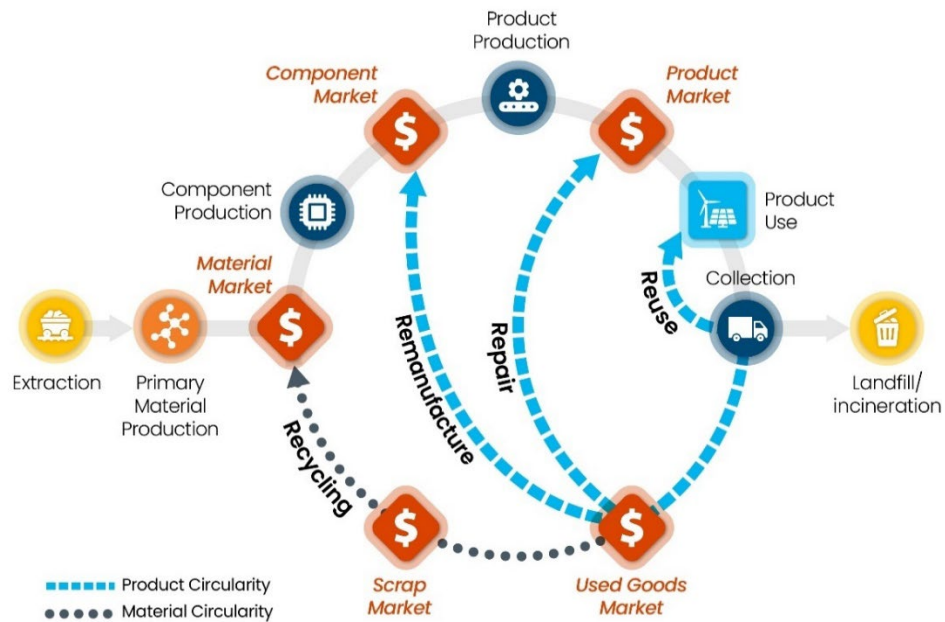 Product
Production
Component
Market
Product
Market
Component
Production
Product
Use
Material
Market
Collection
Reuse
Repair
Remanufacture
Recycling
Extraction
Primary
Material
Production
Landfill/
incineration
Scrap
Market
Used Goods
Market
Product Circularity
Material Circularity
$
$
$
$
$